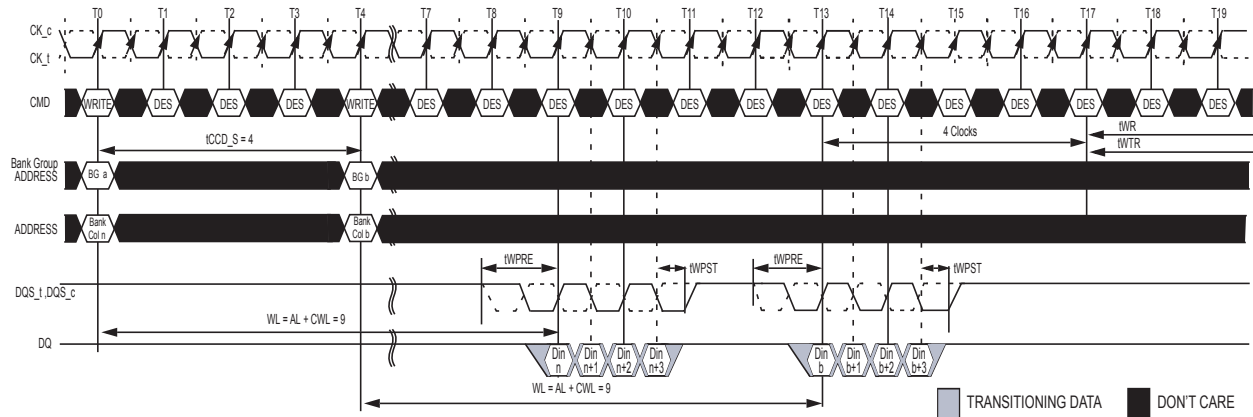 T0 T1 T2 T3 T4 T7 T8 T9 T10 T11 T12 T13 T14 T15 T16 T17 T18 T19
CK_c
CK_t
CMD WRITE DES DES DES WRITE DES DES DES DES DES DES DES DES DES DES DES DES DES
tCCD_S = 4 4 Clocks tWR
tWTR
Bank Group
ADDRESS BG a BG b
ADDRESS Bank
Col n Bank
Col b
tWPRE tWPST tWPRE tWPST
DQS_t ,DQS_c
WL = AL + CWL = 9
DQ Din
n Din
n+1 Din
n+2 Din
n+3 Din
b Din
b+1 Din
b+2 Din
b+3
WL = AL + CWL = 9
TRANSITIONING DATA DON'T CARE